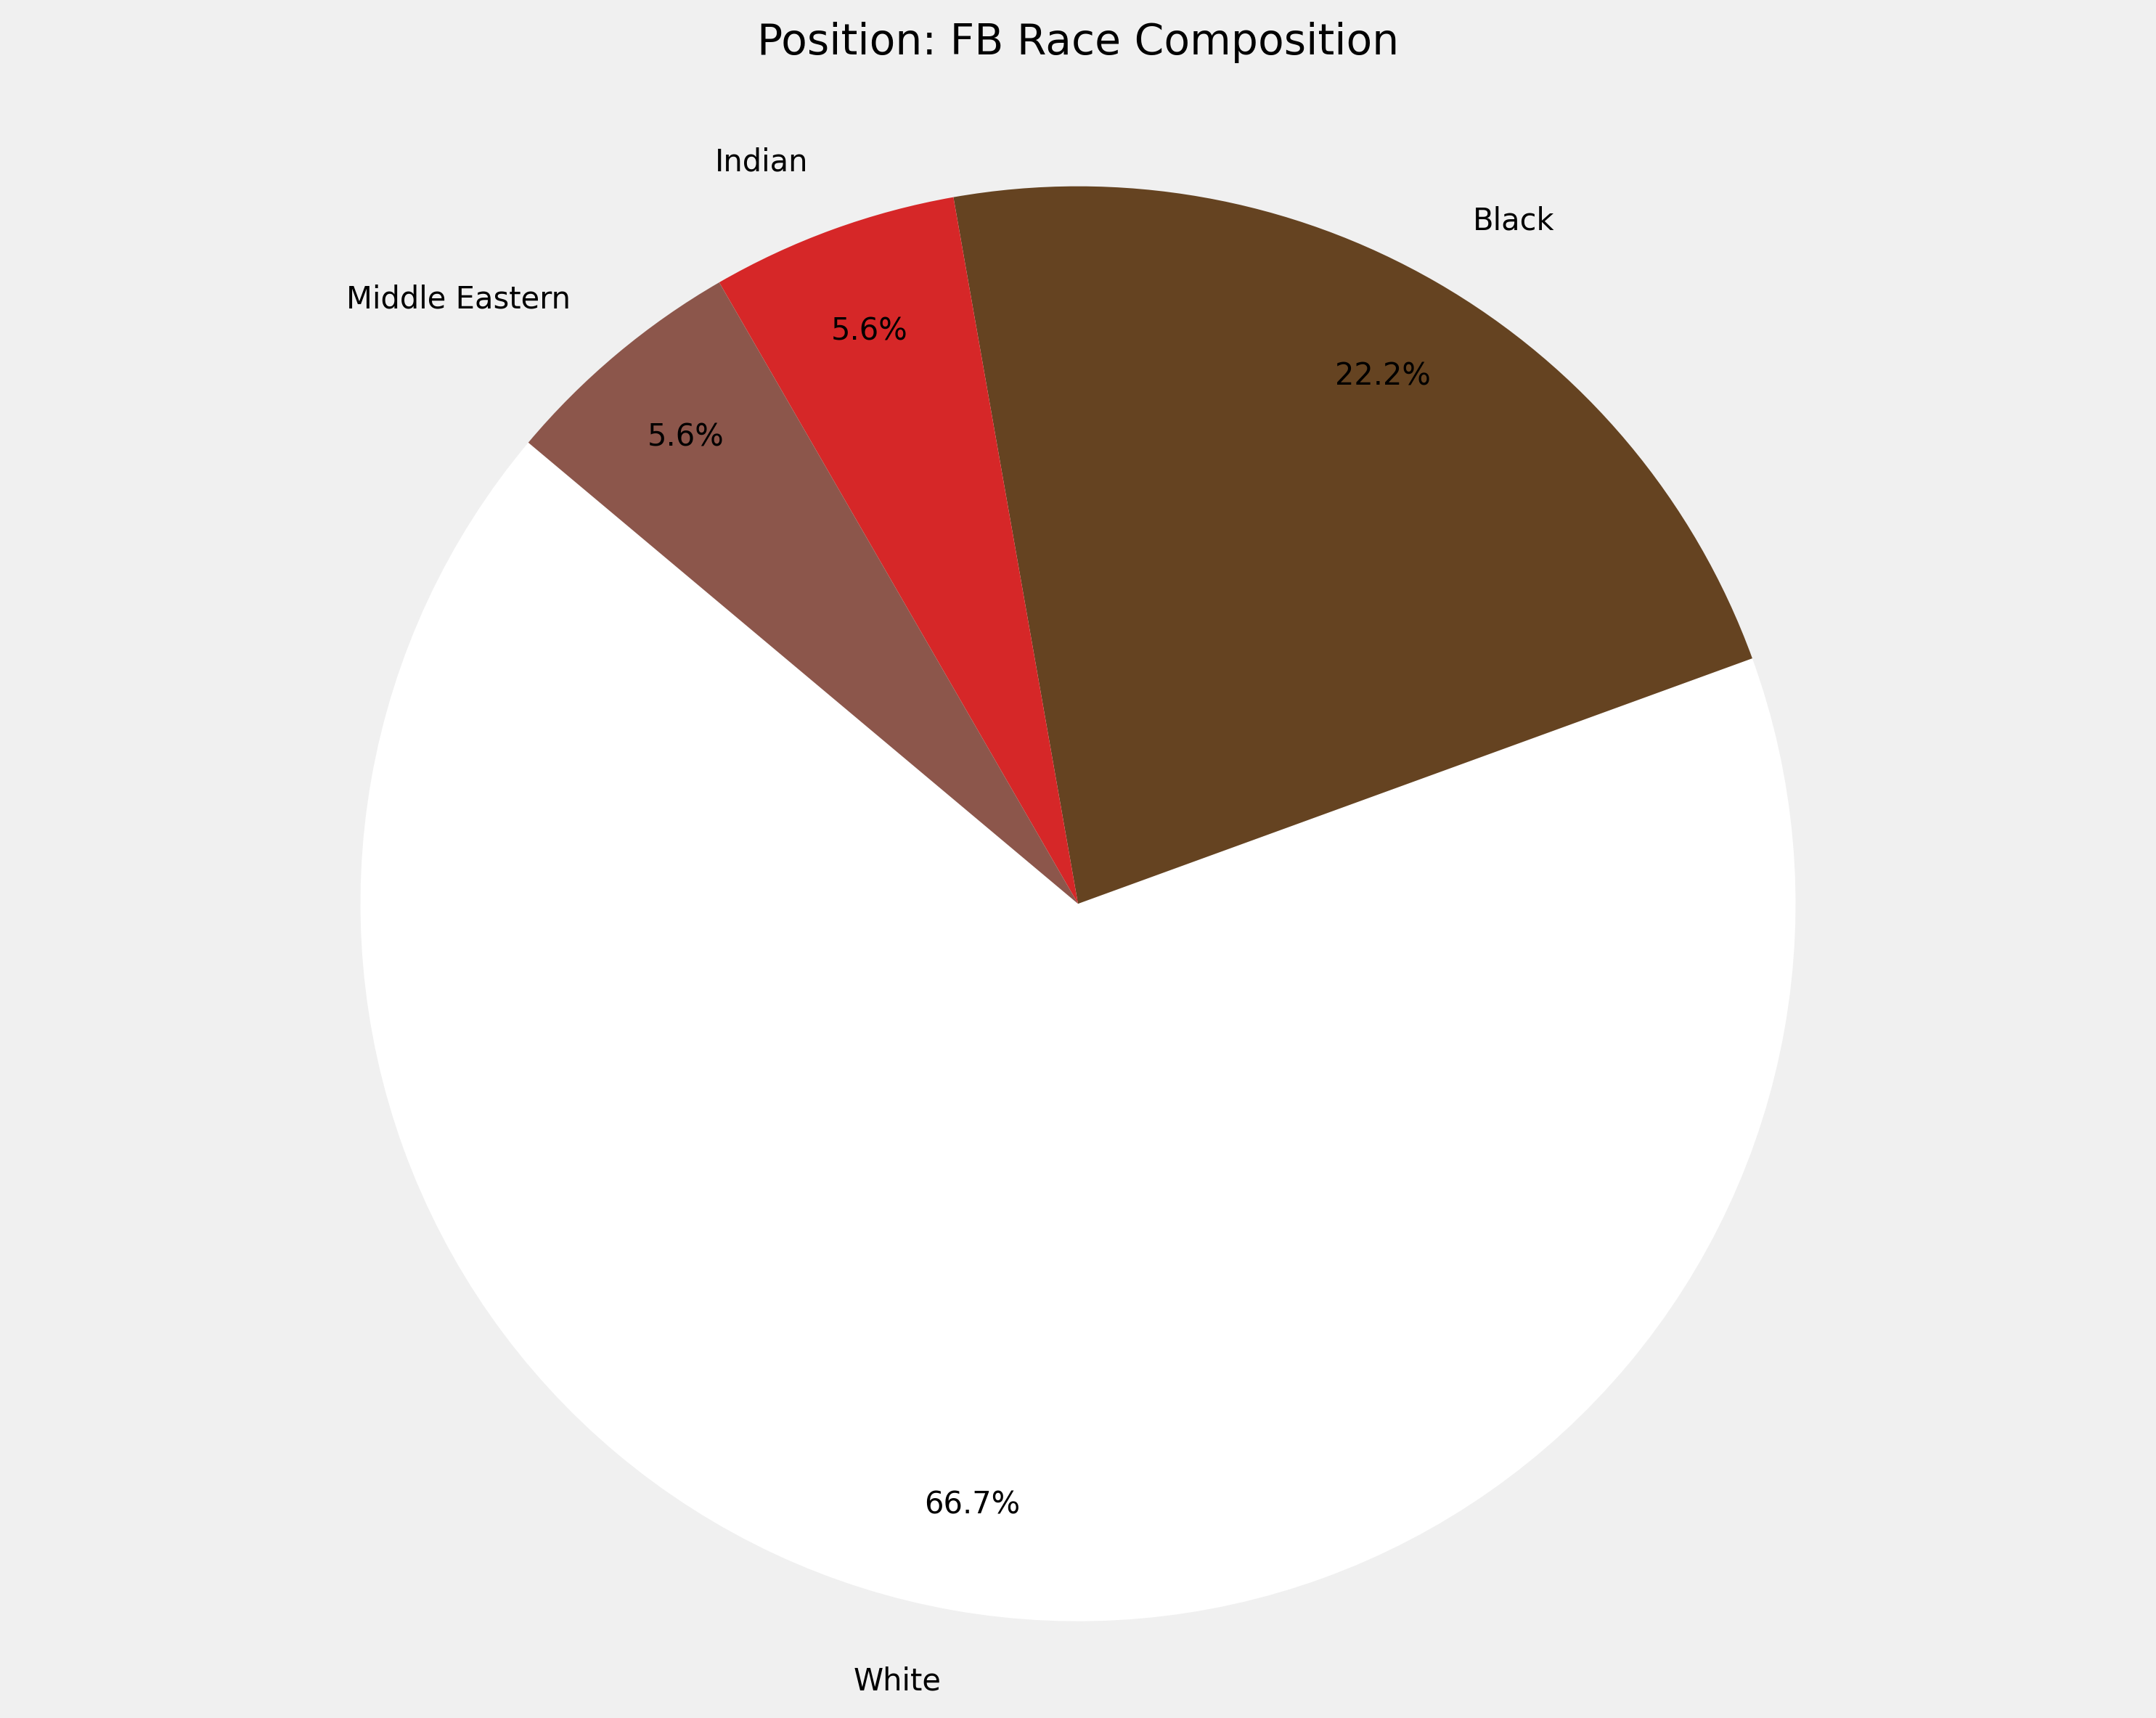 Position: FB Race Composition
Indian
Black
Middle Eastern
5.6%
22.2%
5.6%
66.7%
White